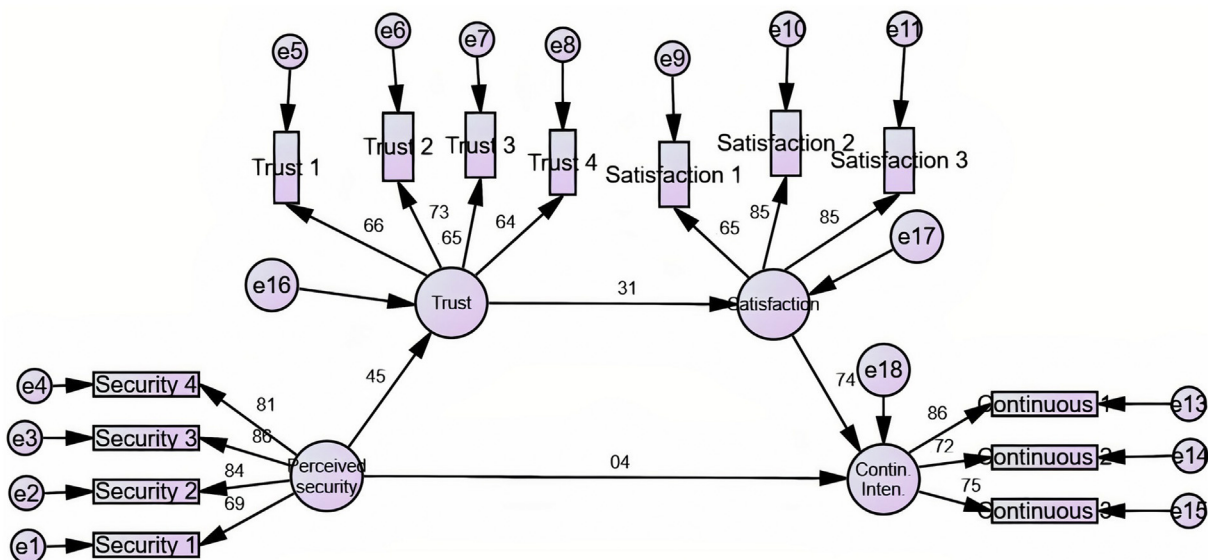 e5
e6
e7
e8
e9
e10
e11
Trust 1
Trust 2
Trust 3
Trust 4
Satisfaction 1
Satisfaction 2
Satisfaction 3
66
73
65
64
65
85
85
e17
e16
Trust
31
Satisfaction
45
74
e18
e4
Security 4
81
e3
Security 3
86
e2
Security 2
84
e1
Security 1
69
Perceived
security
04
Contin.
Inten.
86
Continuous 1
e13
72
Continuous 2
e14
75
Continuous 3
e15